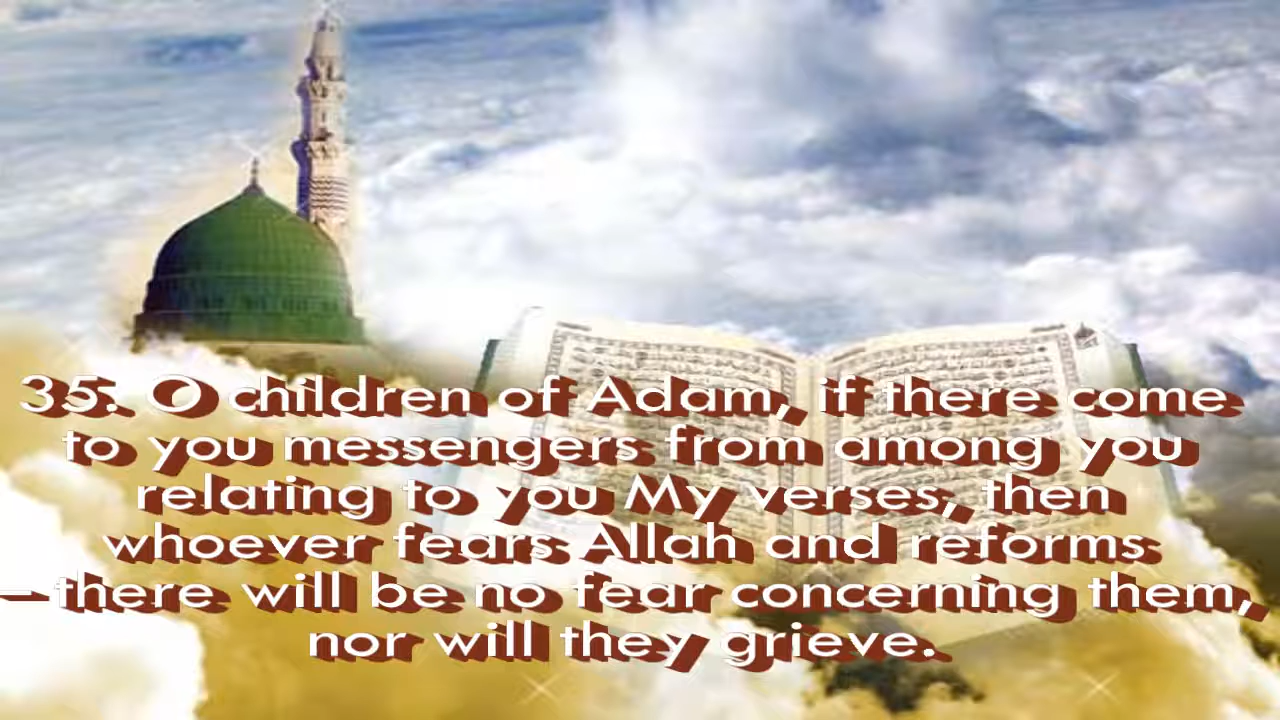 35. O children of Adam, if there come
to you messengers from among you
relating to you My verses, then
whoever fears Allah and reforms
– there will be no fear concerning them,
nor will they grieve.